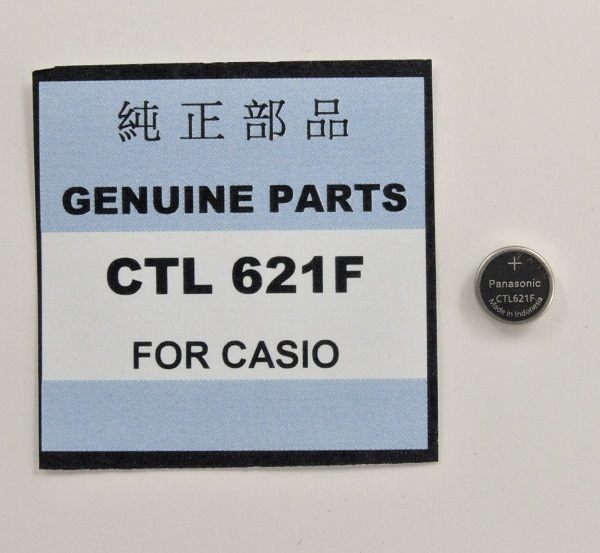 純正部品
GENUINE PARTS
CTL 621F
FOR CASIO
+
Panasonic
CTL621F
Made in Indonesia